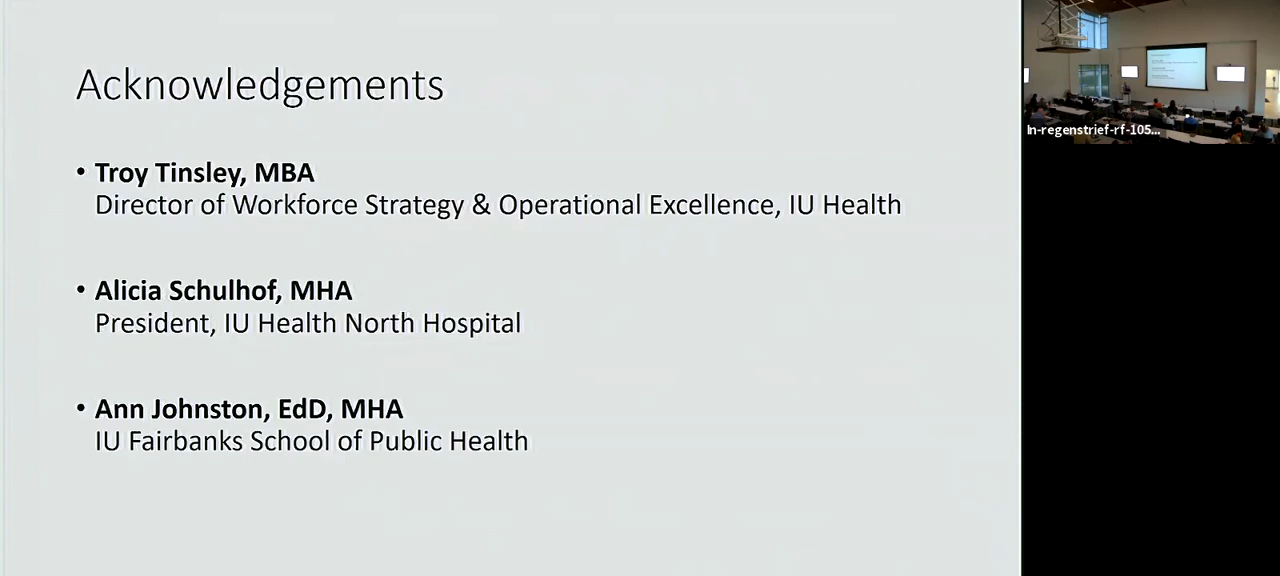 Acknowledgements
• Troy Tinsley, MBA
Director of Workforce Strategy & Operational Excellence, IU Health
• Alicia Schulhof, MHA
President, IU Health North Hospital
• Ann Johnston, EdD, MHA
IU Fairbanks School of Public Health
In-regenstrief-rf-105...